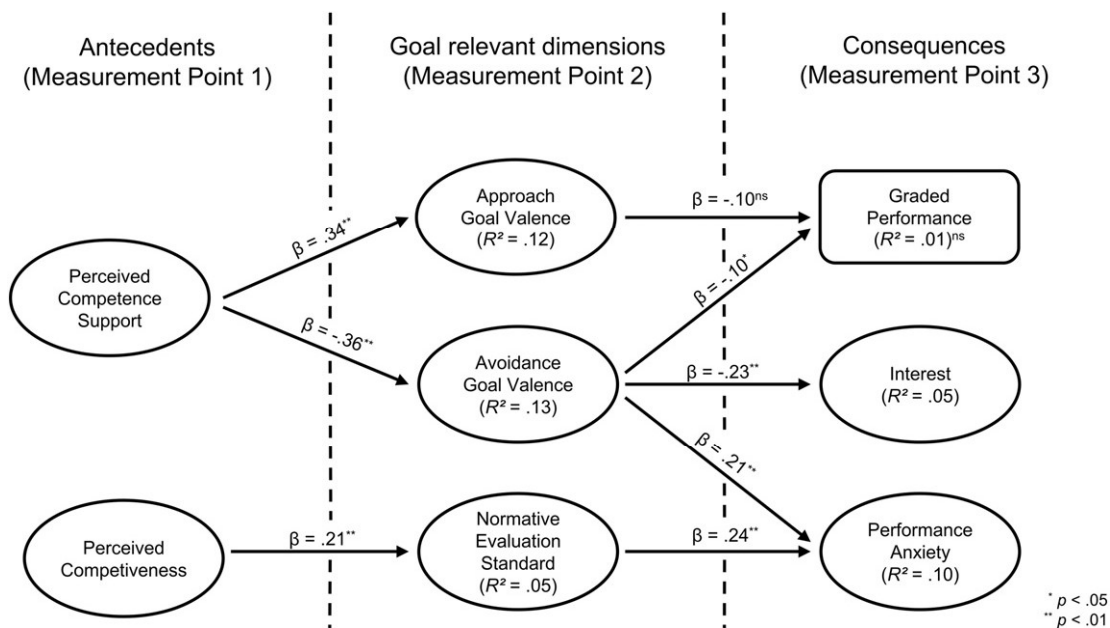 Antecedents
(Measurement Point 1)
Goal relevant dimensions
(Measurement Point 2)
Consequences
(Measurement Point 3)
Perceived
Competence
Support
β = .34**
β = -.36**
Approach
Goal Valence
(R² = .12)
β = -.10ns
Graded
Performance
(R² = .01)ns
β = -.10*
Avoidance
Goal Valence
(R² = .13)
β = -.23**
Interest
(R² = .05)
β = .21**
Perceived
Competiveness
β = .21**
Normative
Evaluation
Standard
(R² = .05)
β = .24**
Performance
Anxiety
(R² = .10)
* p < .05
** p < .01